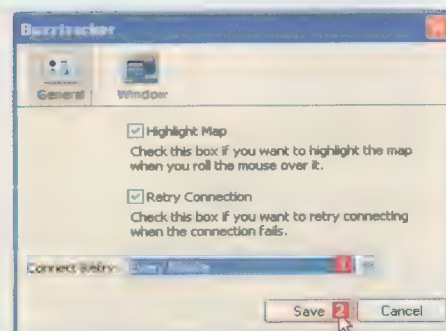 Buzztracker
General Window
Highlight Map
Check this box if you want to highlight the map
when you roll the mouse over it.
Retry Connection
Check this box if you want to retry connecting
when the connection fails.
Connect Retry: Every Minute 1
Save 2 Cancel